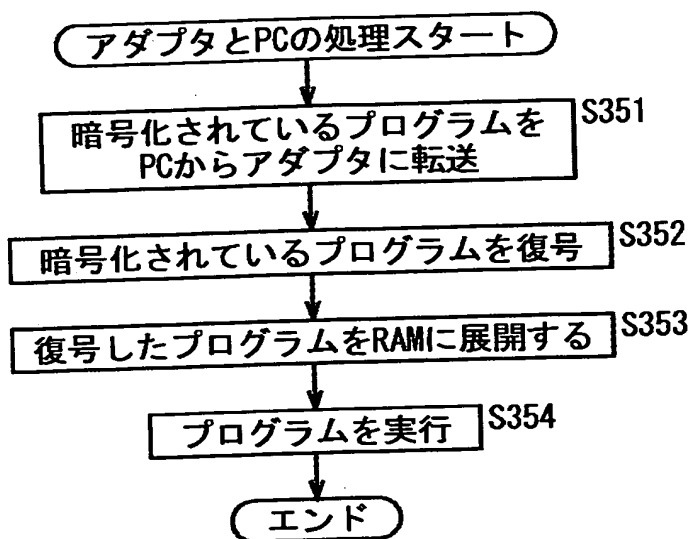 アダプタとPCの処理スタート
暗号化されているプログラムを
PCからアダプタに転送
S351
暗号化されているプログラムを復号
S352
復号したプログラムをRAMに展開する
S353
プログラムを実行
S354
エンド